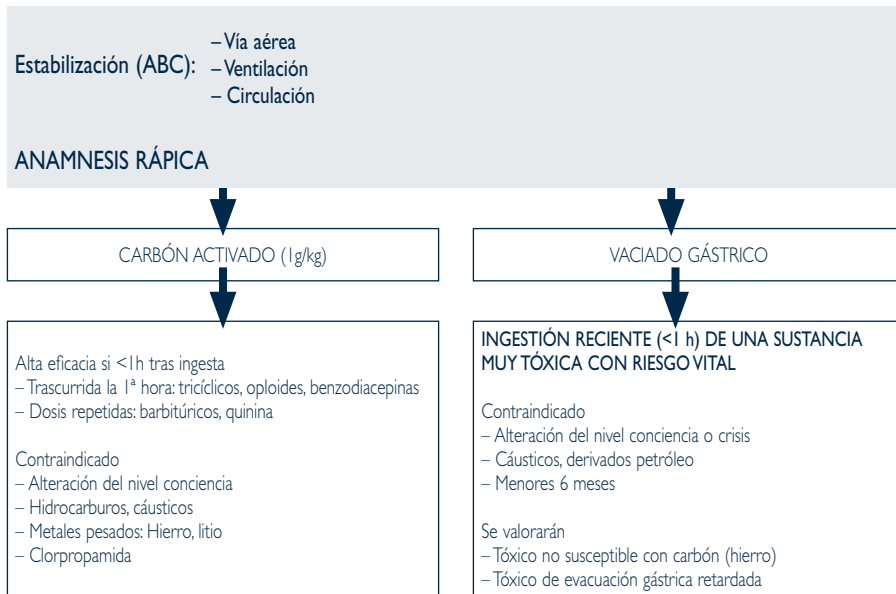 Estabilización (ABC):
– Vía aérea
– Ventilación
– Circulación
ANAMNESIS RÁPICA
CARBÓN ACTIVADO (1g/kg)
Alta eficacia si <1h tras ingesta
– Trascurrida la 1ª hora: tricíclicos, oploides, benzodiacepinas
– Dosis repetidas: barbitúricos, quinina
Contraindicado
– Alteración del nivel conciencia
– Hidrocarburos, cáusticos
– Metales pesados: Hierro, litio
– Clorpropamida
VACIADO GÁSTRICO
INGESTIÓN RECIENTE (<1 h) DE UNA SUSTANCIA
MUY TÓXICA CON RIESGO VITAL
Contraindicado
– Alteración del nivel conciencia o crisis
– Cáusticos, derivados petróleo
– Menores 6 meses
Se valorarán
– Tóxico no susceptible con carbón (hierro)
– Tóxico de evacuación gástrica retardada